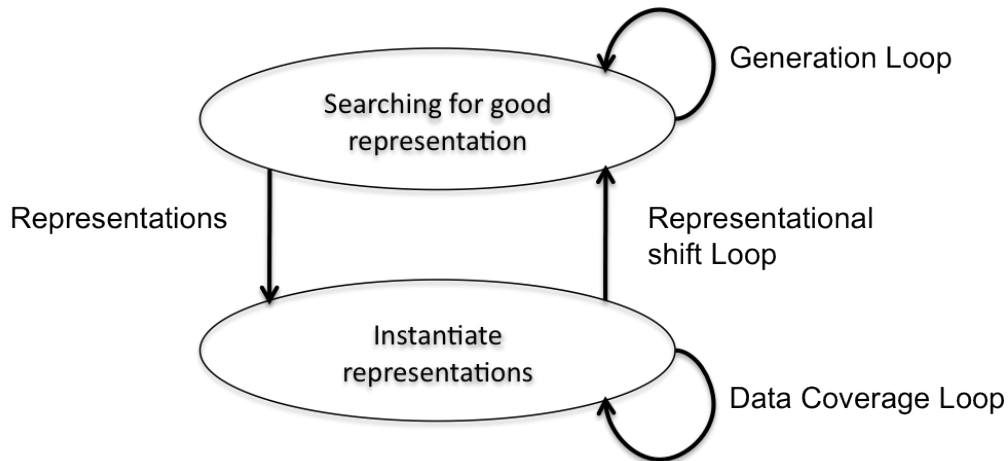 Generation Loop
Searching for good
representation
Representations
Representational
shift Loop
Instantiate
representations
Data Coverage Loop